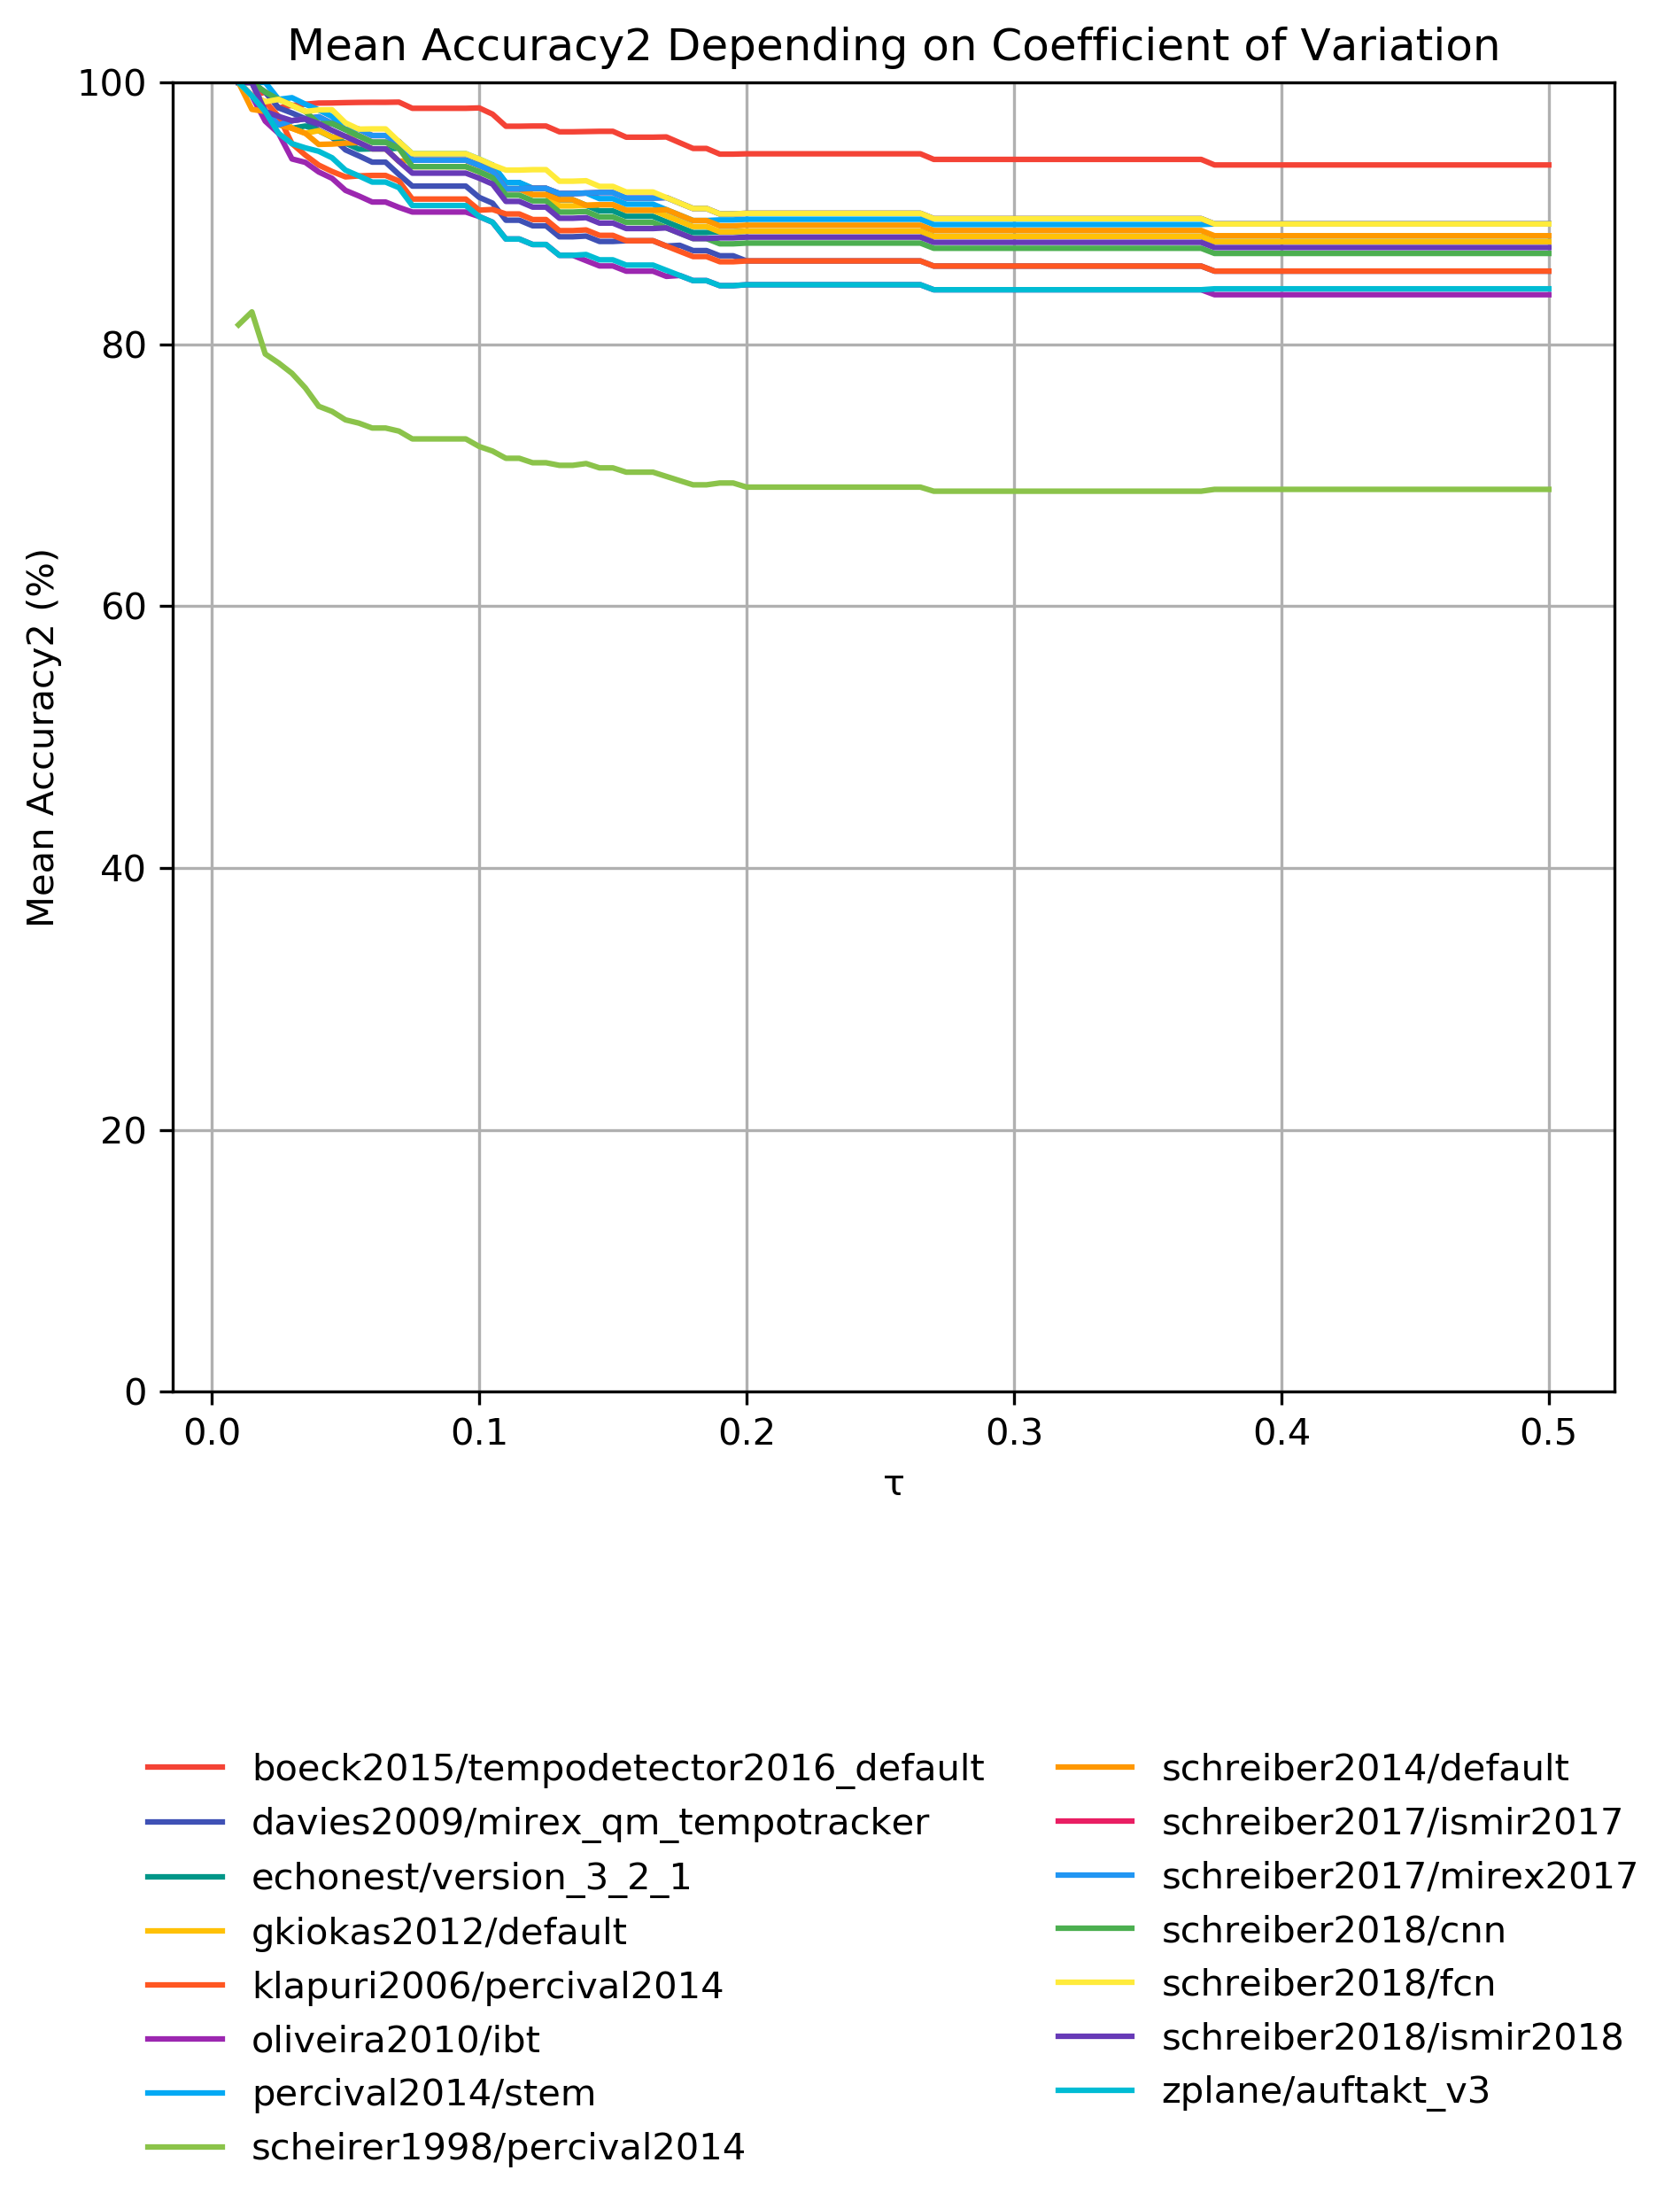 Mean Accuracy2 Depending on Coefficient of Variation
100
80
60
40
20
0
Mean Accuracy2 (%)
0.0
0.1
0.2
0.3
0.4
0.5
τ
boeck2015/tempodetector2016_default
davies2009/mirex_qm_tempotracker
echonest/version_3_2_1
gkiokas2012/default
klapuri2006/percival2014
oliveira2010/ibt
percival2014/stem
scheirer1998/percival2014
schreiber2014/default
schreiber2017/ismir2017
schreiber2017/mirex2017
schreiber2018/cnn
schreiber2018/fcn
schreiber2018/ismir2018
zplane/auftakt_v3